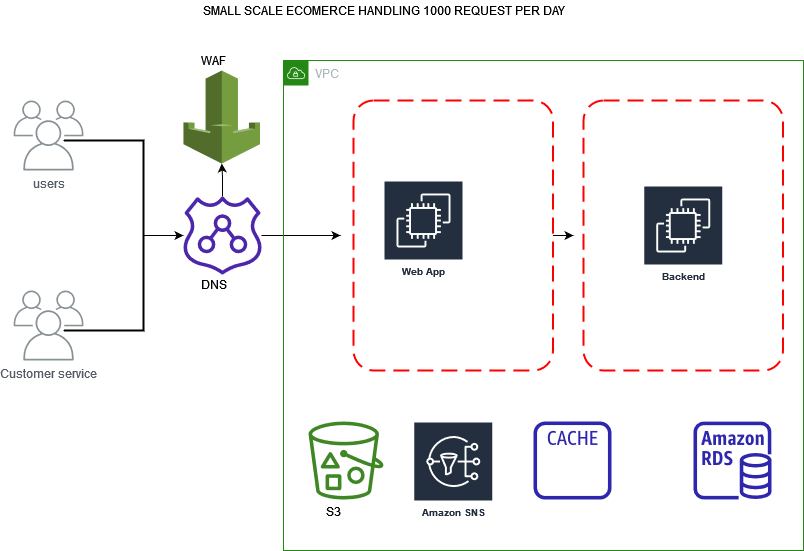 SMALL SCALE ECOMERCE HANDLING 1000 REQUEST PER DAY
WAF
VPC
users
Web App
Backend
DNS
Customer service
CACHE
Amazon
RDS
S3
Amazon SNS